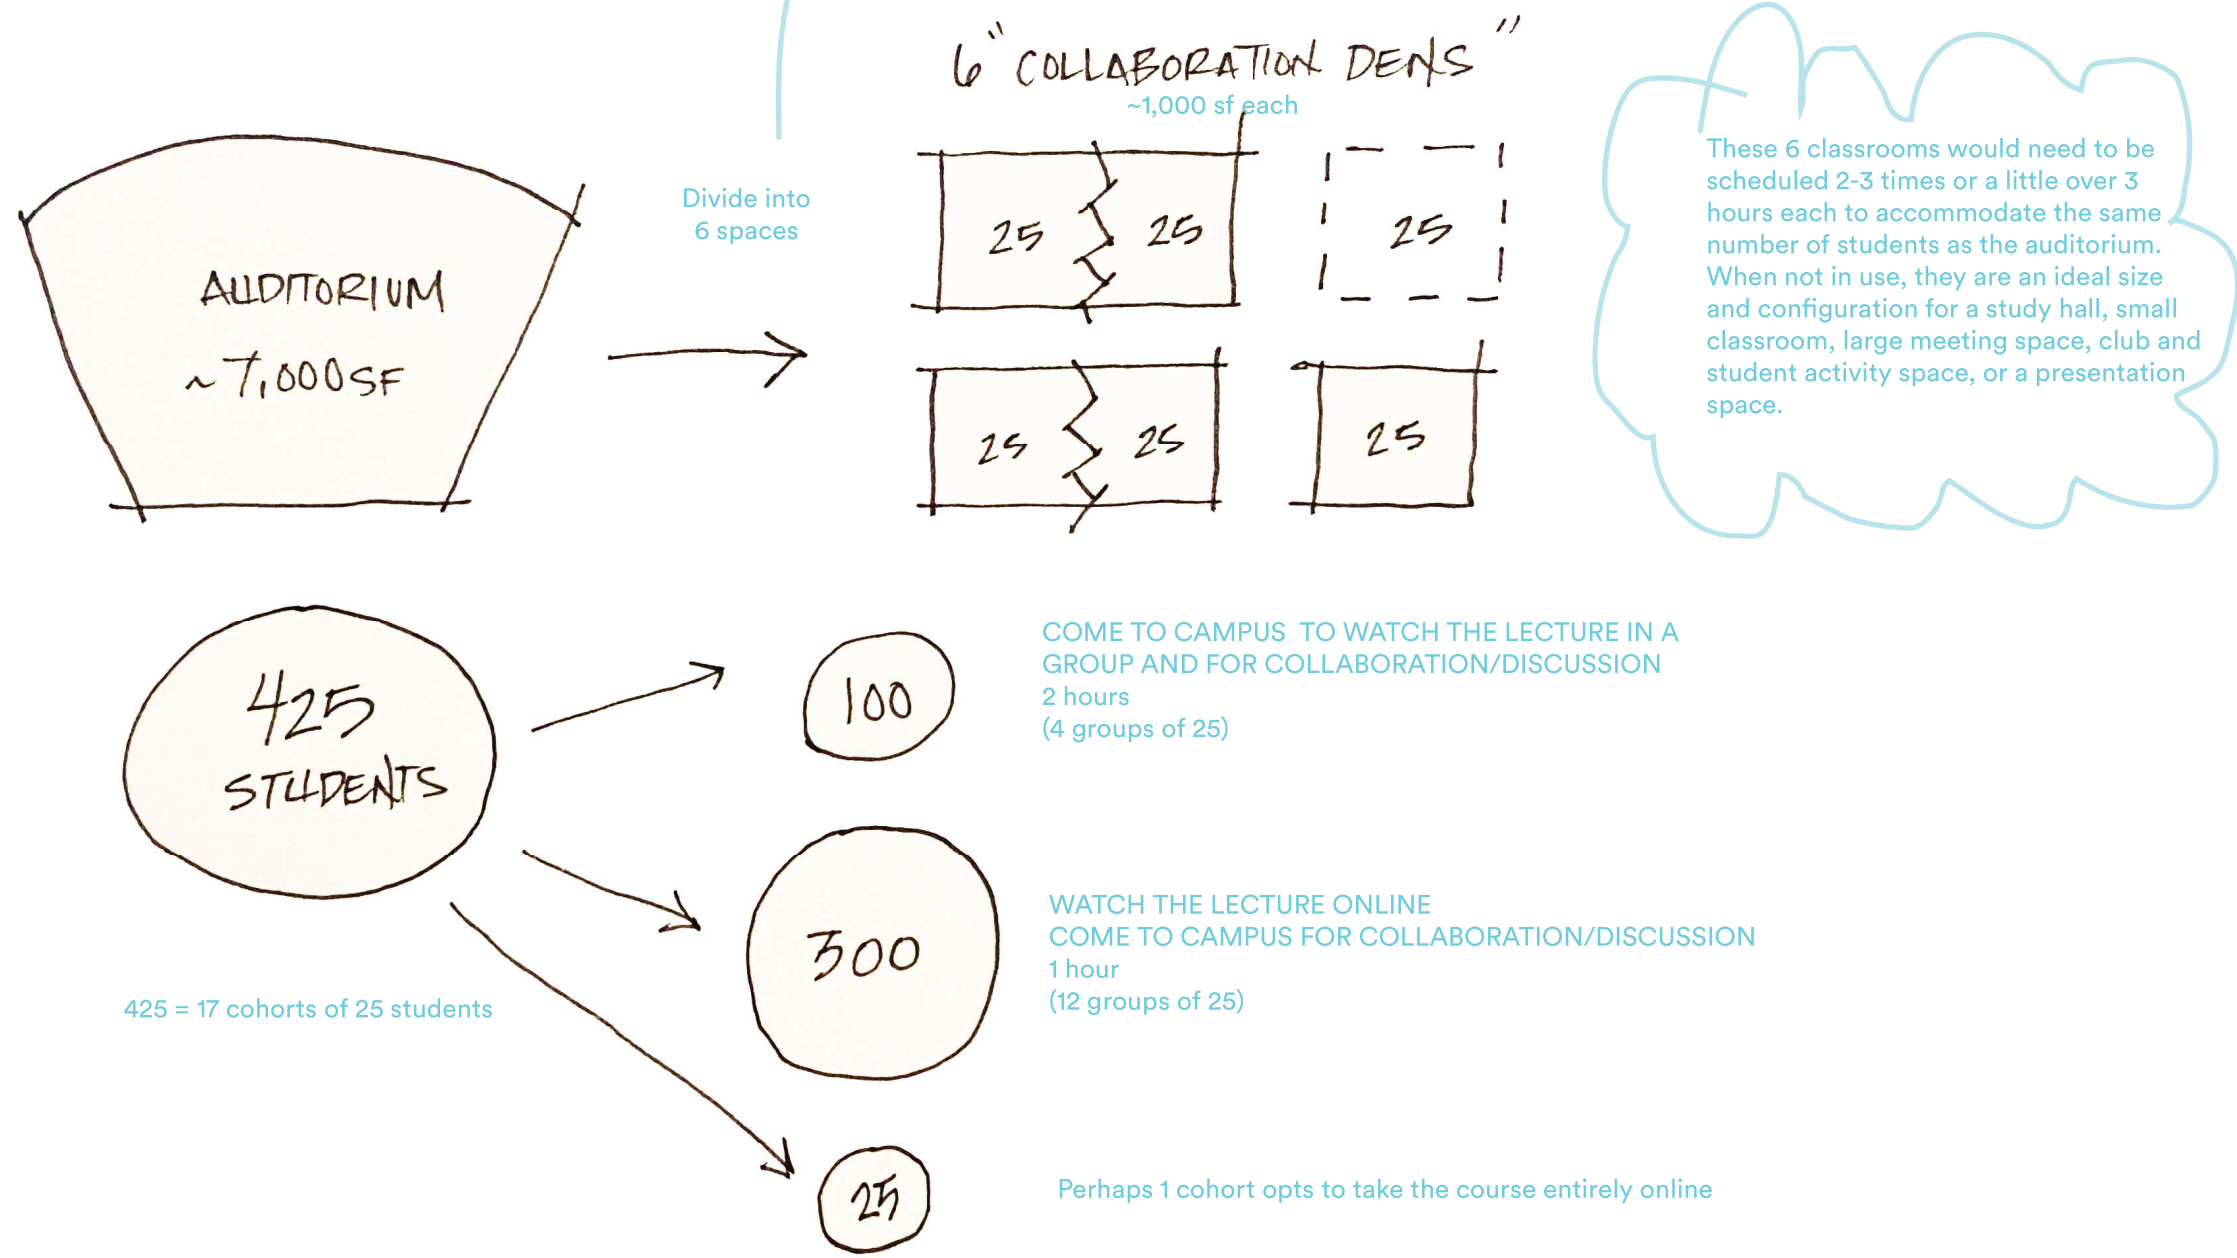 6 "COLLABORATION DENS"
~1,000 sf each
AUDITORIUM
~7,000 SF
Divide into
6 spaces
25 25 25
25 25 25
These 6 classrooms would need to be
scheduled 2-3 times or a little over 3
hours each to accommodate the same
number of students as the auditorium.
When not in use, they are an ideal size
and configuration for a study hall, small
classroom, large meeting space, club and
student activity space, or a presentation
space.
425
STUDENTS
425 = 17 cohorts of 25 students
100
COME TO CAMPUS TO WATCH THE LECTURE IN A
GROUP AND FOR COLLABORATION/DISCUSSION
2 hours
(4 groups of 25)
300
WATCH THE LECTURE ONLINE
COME TO CAMPUS FOR COLLABORATION/DISCUSSION
1 hour
(12 groups of 25)
25
Perhaps 1 cohort opts to take the course entirely online